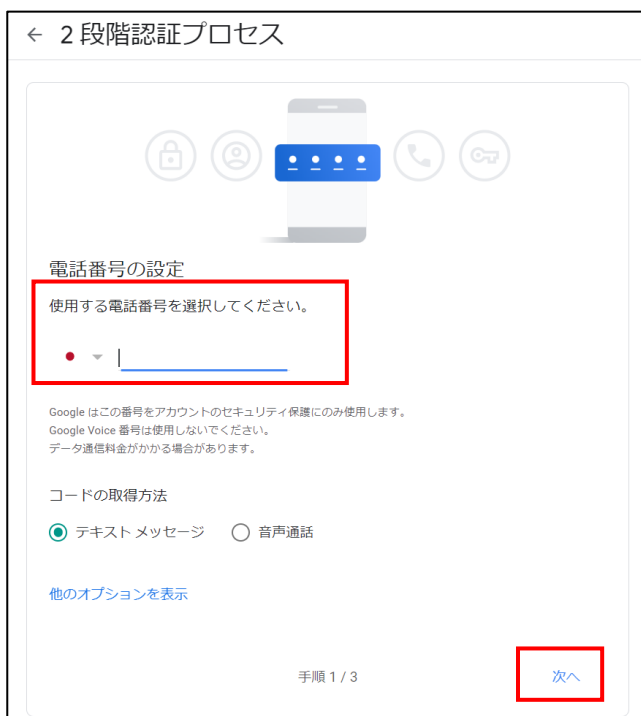 2 段階認証プロセス
電話番号の設定
使用する電話番号を選択してください。
Google はこの番号をアカウントのセキュリティ保護にのみ使用します。
Google Voice 番号は使用しないでください。
データ通信料金がかかる場合があります。
コードの取得方法
テキスト メッセージ 音声通話
他のオプションを表示
手順 1 / 3 次へ